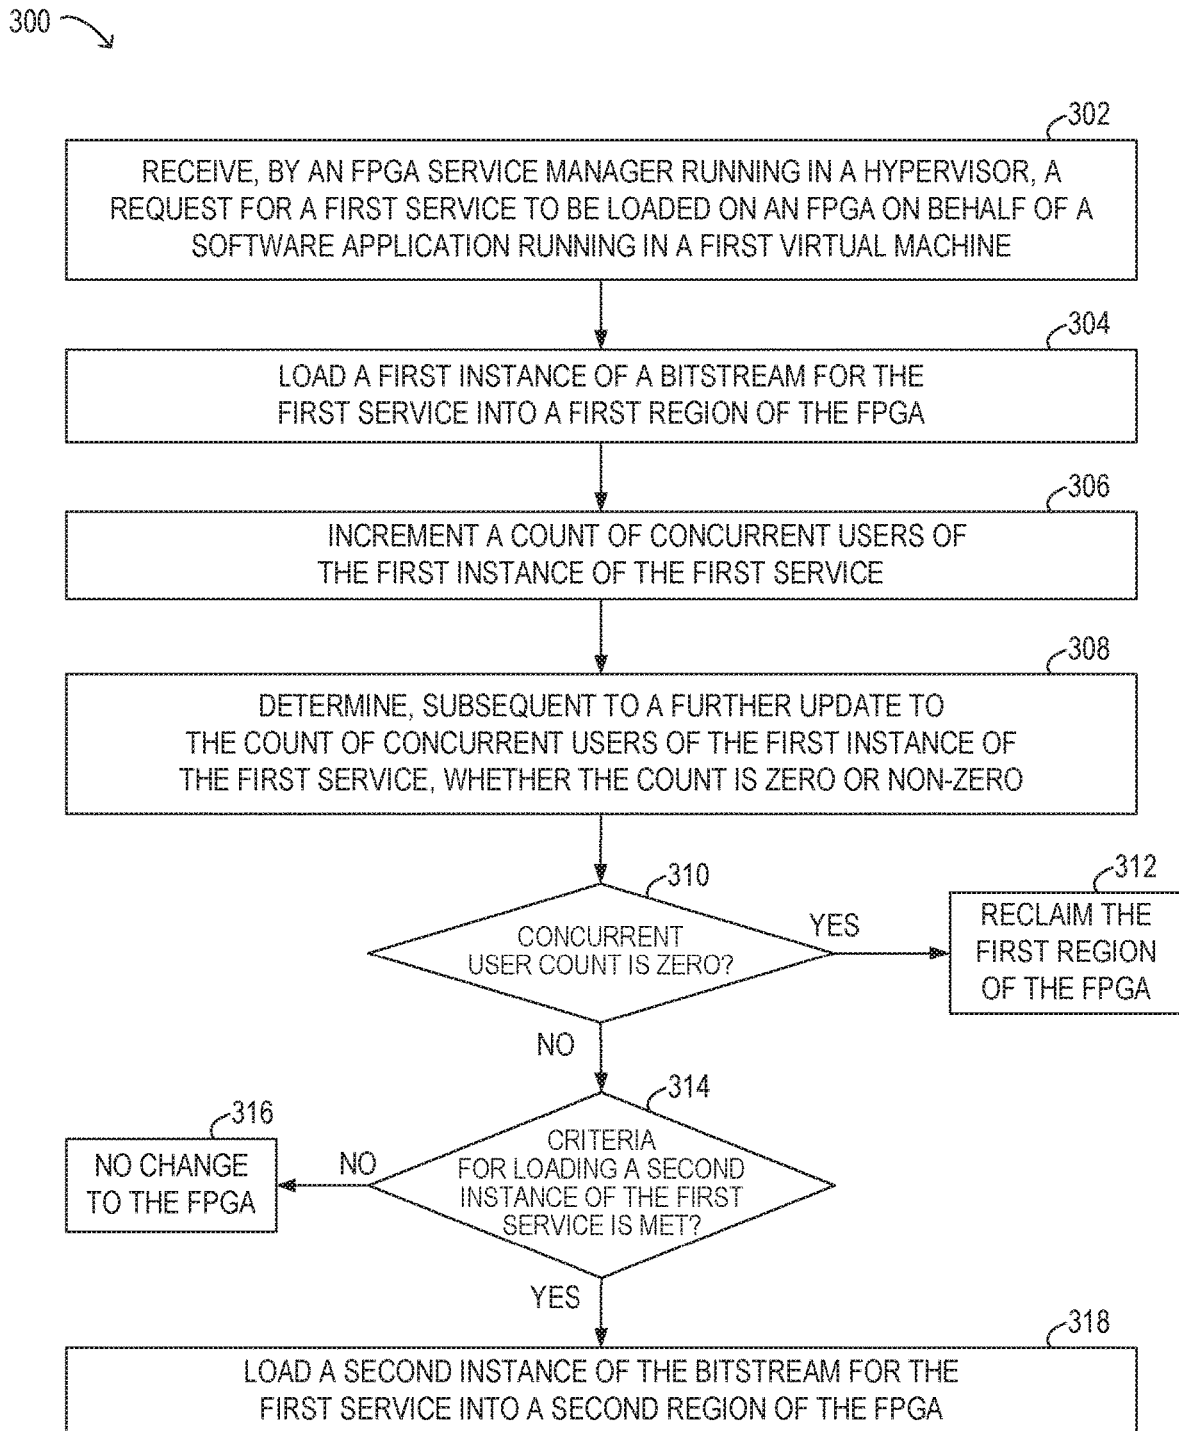 300
302
RECEIVE, BY AN FPGA SERVICE MANAGER RUNNING IN A HYPERVISOR, A
REQUEST FOR A FIRST SERVICE TO BE LOADED ON AN FPGA ON BEHALF OF A
SOFTWARE APPLICATION RUNNING IN A FIRST VIRTUAL MACHINE
304
LOAD A FIRST INSTANCE OF A BITSTREAM FOR THE
FIRST SERVICE INTO A FIRST REGION OF THE FPGA
306
INCREMENT A COUNT OF CONCURRENT USERS OF
THE FIRST INSTANCE OF THE FIRST SERVICE
308
DETERMINE, SUBSEQUENT TO A FURTHER UPDATE TO
THE COUNT OF CONCURRENT USERS OF THE FIRST INSTANCE OF
THE FIRST SERVICE, WHETHER THE COUNT IS ZERO OR NON-ZERO
310
CONCURRENT
USER COUNT IS ZERO?
YES
312
RECLAIM THE
FIRST REGION
OF THE FPGA
NO
314
CRITERIA
FOR LOADING A SECOND
INSTANCE OF THE FIRST
SERVICE IS MET?
NO
316
NO CHANGE
TO THE FPGA
YES
318
LOAD A SECOND INSTANCE OF THE BITSTREAM FOR THE
FIRST SERVICE INTO A SECOND REGION OF THE FPGA